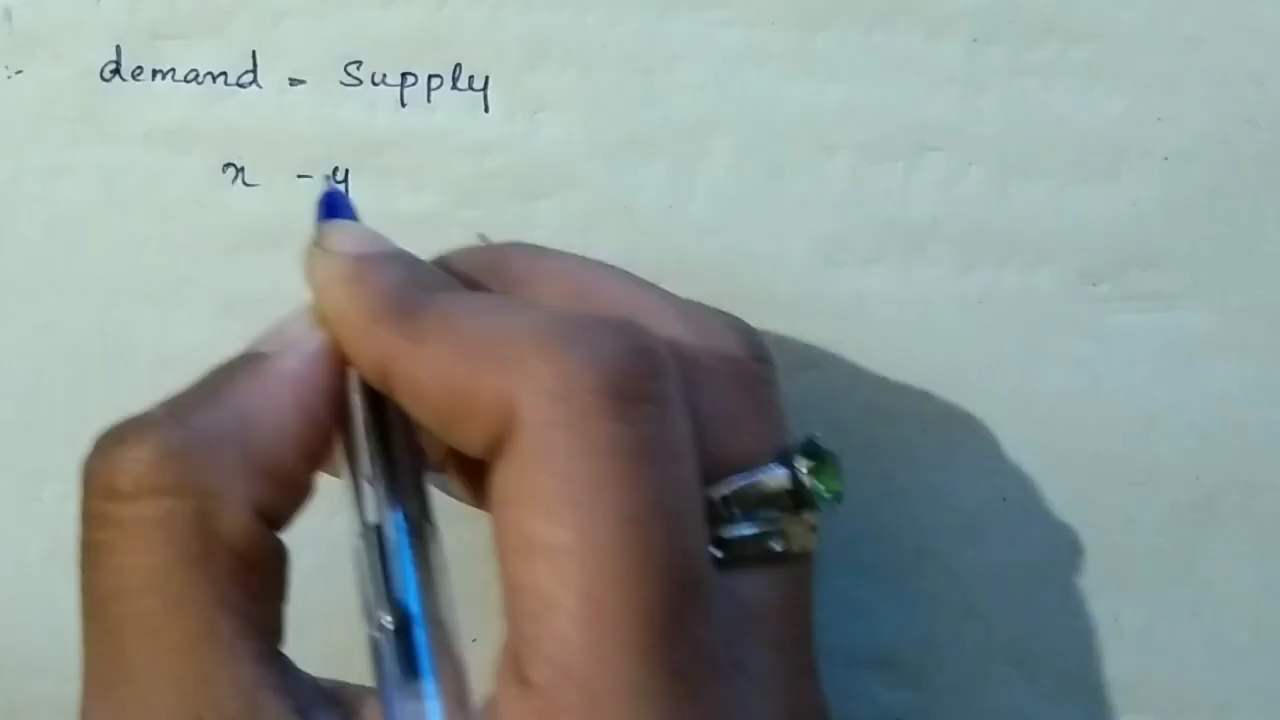 :- demand = Supply
x - y